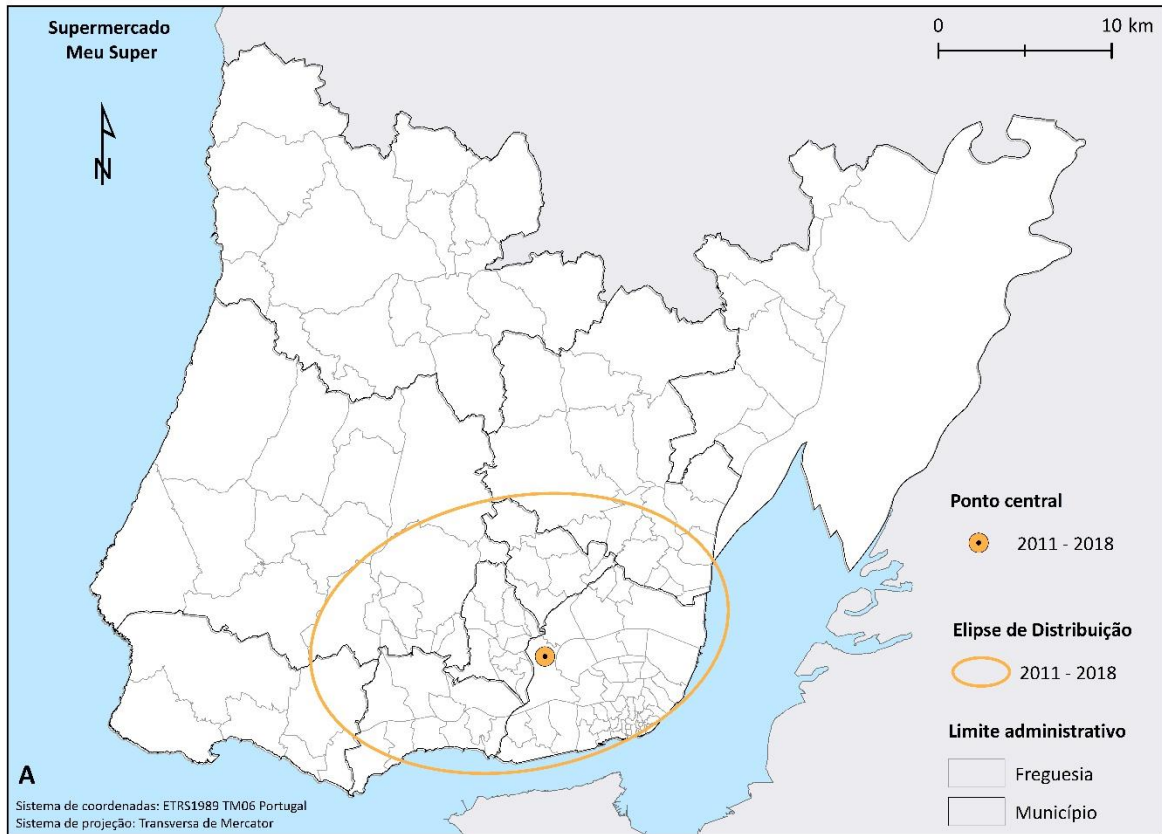 Supermercado
Meu Super
N
0 10 km
Ponto central
2011 - 2018
Elipse de Distribuição
2011 - 2018
Limite administrativo
Freguesia
Município
A
Sistema de coordenadas: ETRS1989 TM06 Portugal
Sistema de projeção: Transversa de Mercator